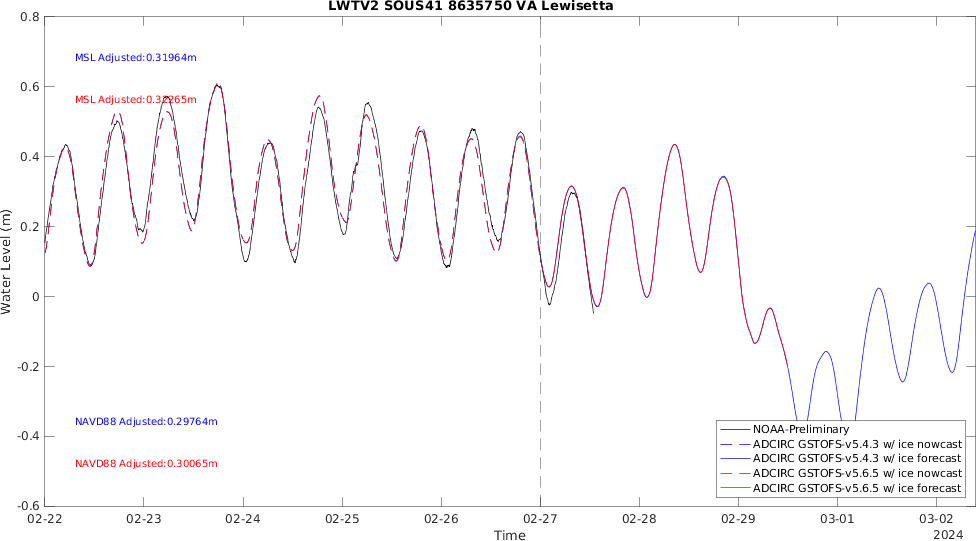 LWTV2 SOUS41 8635750 VA Lewisetta
0.8
0.6
0.4
0.2
0
-0.2
-0.4
-0.6
Water Level (m)
MSL Adjusted:0.31964m
MSL Adjusted:0.32265m
NAVD88 Adjusted:0.29764m
NAVD88 Adjusted:0.30065m
NOAA-Preliminary
ADCIRC GSTOFS-v5.4.3 w/ ice nowcast
ADCIRC GSTOFS-v5.4.3 w/ ice forecast
ADCIRC GSTOFS-v5.6.5 w/ ice nowcast
ADCIRC GSTOFS-v5.6.5 w/ ice forecast
02-22 02-23 02-24 02-25 02-26 02-27 02-28 02-29 03-01 03-02
Time
2024